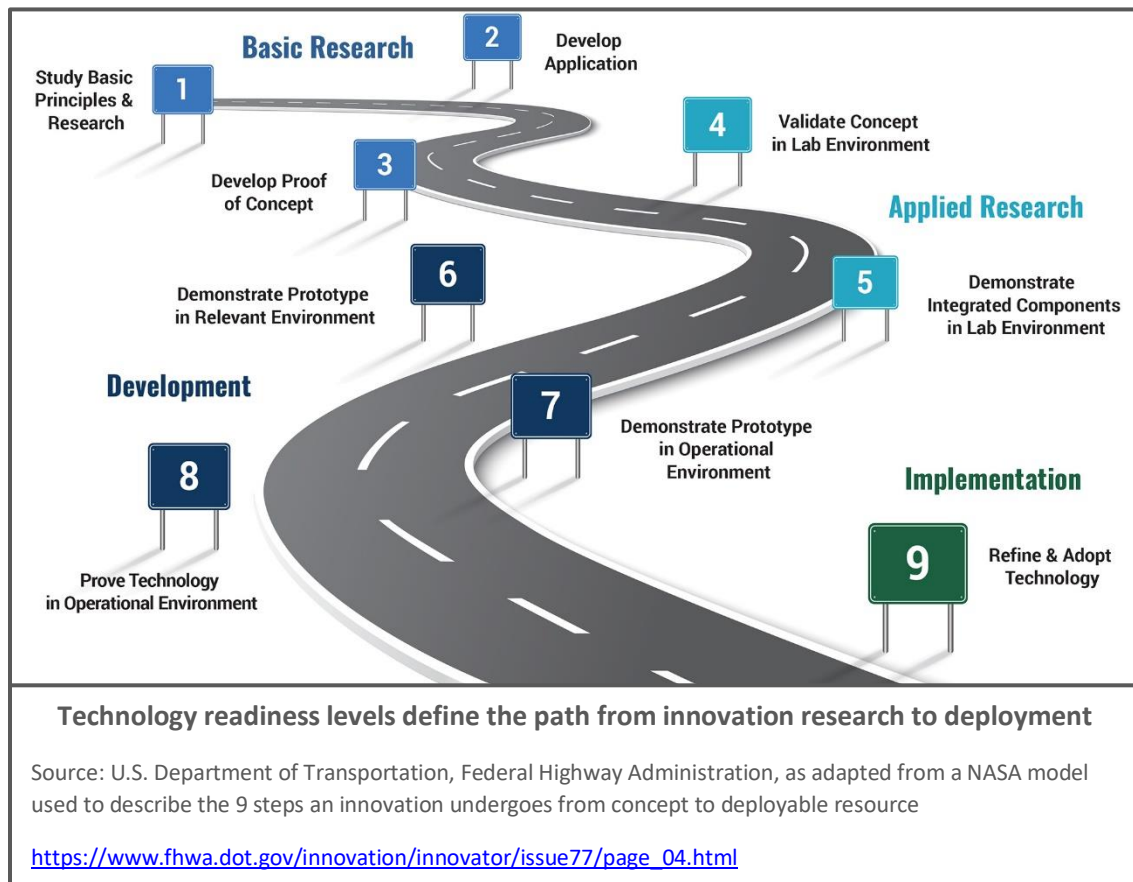 Basic Research
1
Study Basic
Principles &
Research
2
Develop
Application
3
Develop Proof
of Concept
4
Validate Concept
in Lab Environment
Applied Research
5
Demonstrate
Integrated Components
in Lab Environment
6
Demonstrate Prototype
in Relevant Environment
Development
7
Demonstrate Prototype
in Operational
Environment
8
Prove Technology
in Operational Environment
Implementation
9
Refine & Adopt
Technology
Technology readiness levels define the path from innovation research to deployment
Source: U.S. Department of Transportation, Federal Highway Administration, as adapted from a NASA model
used to describe the 9 steps an innovation undergoes from concept to deployable resource
https://www.fhwa.dot.gov/innovation/innovator/issue77/page_04.html